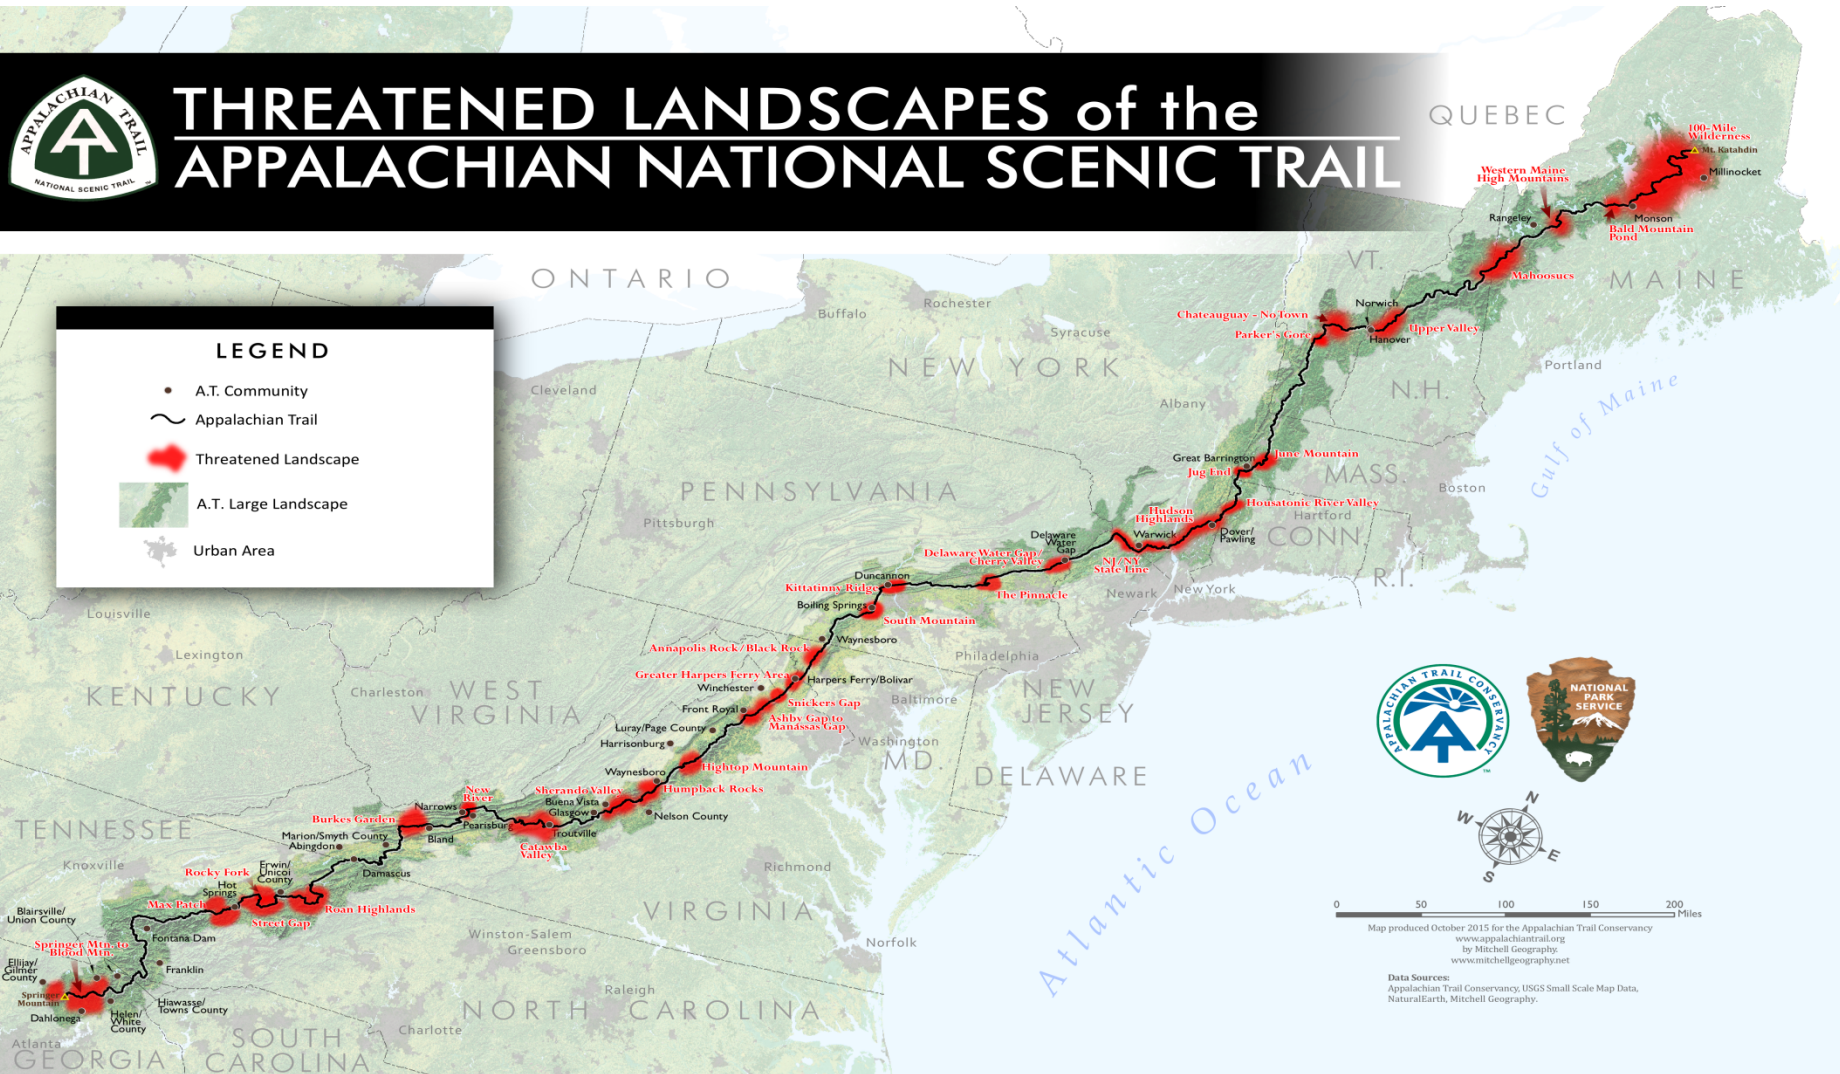 THREATENED LANDSCAPES of the
APPALACHIAN NATIONAL SCENIC TRAIL
APPALACHIAN TRAIL
NATIONAL SCENIC TRAIL
LEGEND
A.T. Community
Appalachian Trail
Threatened Landscape
A.T. Large Landscape
Urban Area
QUEBEC
100-Mile
Wilderness
Mt. Katahdin
Millinocket
Western Maine
High Mountains
Rangeley
Monson
Bald Mountain
Pond
Mahoosucs
MAINE
VT.
ONTARIO
Norwich
Chateauguay - NoTown
Parker's Gore
Hanover
Upper Valley
Buffalo
Rochester
Syracuse
NEW YORK
Cleveland
Albany
N.H.
Portland
Gulf of Maine
Great Barrington
June Mountain
Jug End
MASS.
Boston
Housatonic River Valley
Hartford
CONN.
R.I.
Hudson
Highlands
Warwick
Dover/
Pawling
NJ/NY
State Line
Newark
New York
PENNSYLVANIA
Pittsburgh
Delaware
Water
Gap
Delaware Water Gap/
Cherry Valley
The Pinnacle
Duncannon
Kittatinny Ridge
Boiling Springs
South Mountain
Waynesboro
Philadelphia
Annapolis Rock/Black Rock
Greater Harpers Ferry Area
Harpers Ferry/Bolivar
Winchester
Snickers Gap
Front Royal
Ashby Gap to
Manassas Gap
Baltimore
NEW
JERSEY
Luray/Page County
Harrisonburg
Washington
MD.
DELAWARE
Louisville
Lexington
KENTUCKY
Charleston
WEST
VIRGINIA
Hightop Mountain
Waynesboro
Humpback Rocks
Sherando Valley
Buena Vista
Glasgow
Nelson County
Troutville
Catawba
Valley
New
River
Narrows
Pearisburg
Burkes Garden
Bland
Marion/Smyth County
Abingdon
Damascus
Richmond
TENNESSEE
Knoxville
Rocky Fork
Erwin/
Unicoi
County
Hot
Springs
Max Patch
Street Gap
Roan Highlands
VIRGINIA
Norfolk
Winston-Salem
Greensboro
Blairsville/
Union County
Fontana Dam
Springer Mtn. to
Blood Mtn.
Ellijay/
Gilmer
County
Franklin
Springer
Mountain
Hiawasse/
Towns County
Helen/
White
County
Dahlonega
Atlanta
GEORGIA
SOUTH
CAROLINA
Charlotte
Raleigh
NORTH CAROLINA
Atlantic Ocean
APPALACHIAN TRAIL CONSERVANCY
NATIONAL
PARK
SERVICE
N
W
E
S
0 50 100 150 200
Miles
Map produced October 2015 for the Appalachian Trail Conservancy
www.appalachiantrail.org
by Mitchell Geography.
www.mitchellgeography.net
Data Sources:
Appalachian Trail Conservancy, USGS Small Scale Map Data,
NaturalEarth, Mitchell Geography.